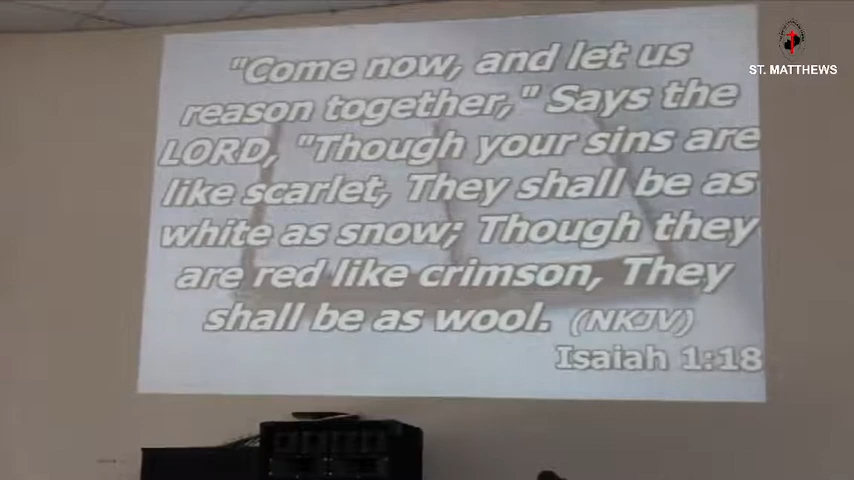 "Come now, and let us
reason together," Says the
LORD, "Though your sins are
like scarlet, They shall be as
white as snow; Though they
are red like crimson, They
shall be as wool. (NKJV)
Isaiah 1:18
ST. MATTHEWS